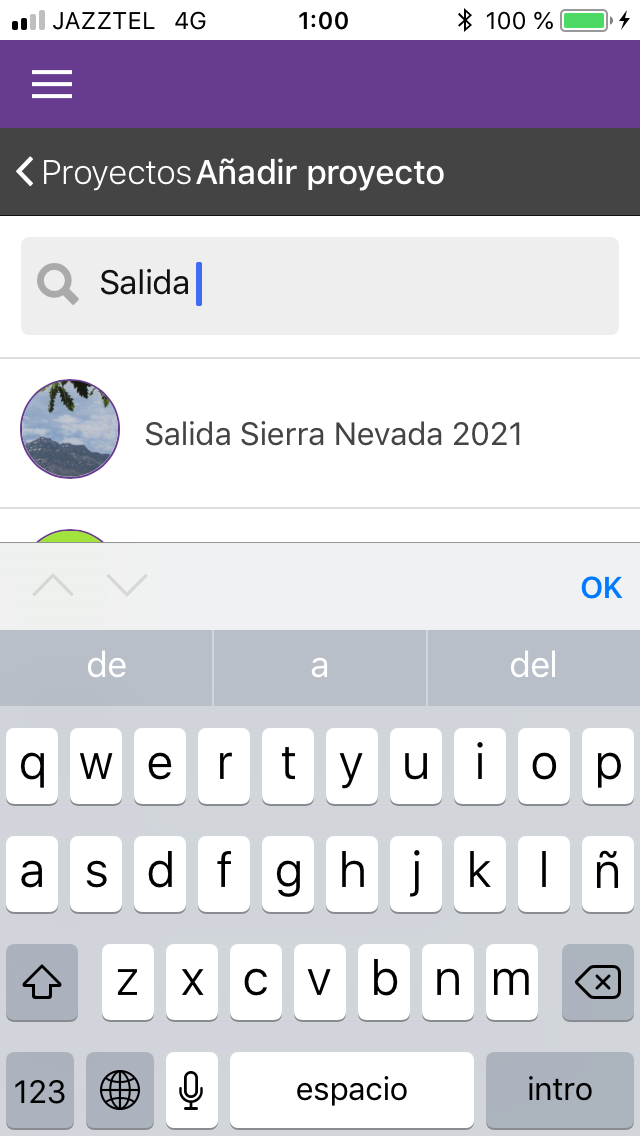 JAZZTEL 4G 1:00 100 %
Proyectos Añadir proyecto
Salida
Salida Sierra Nevada 2021
OK
de a del
q w e r t y u i o p
a s d f g h j k l ñ
z x c v b n m
123 espacio intro